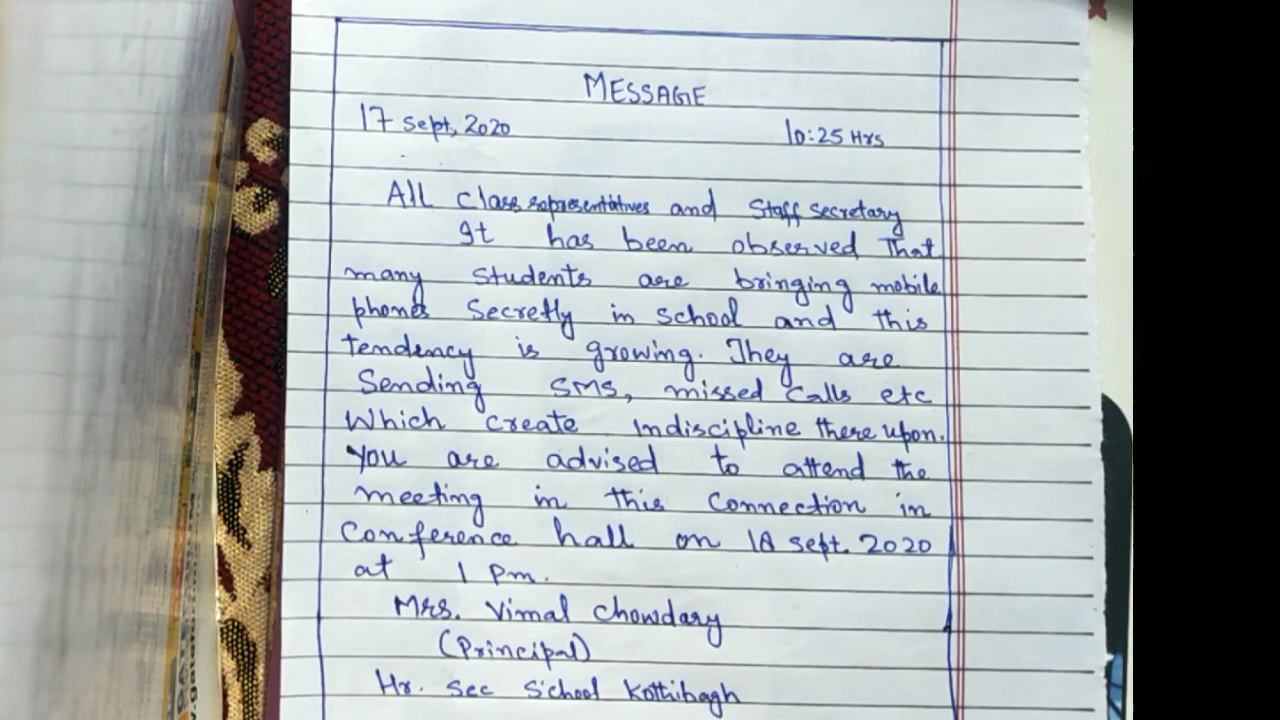 MESSAGE
17 Sept, 2020 10:25 Hrs
All class representatives and Staff secretary
It has been observed That
many students are bringing mobile
phones Secretly in school and this
tendency is growing. They are
Sending SMS, missed calls etc
Which create indiscipline there upon.
You are advised to attend the
meeting in this Connection in
Conference hall on 18 sept. 2020
at 1 pm.
Mrs. Vimal Chowdary
(Principal)
Hr. Sec School Kothibagh